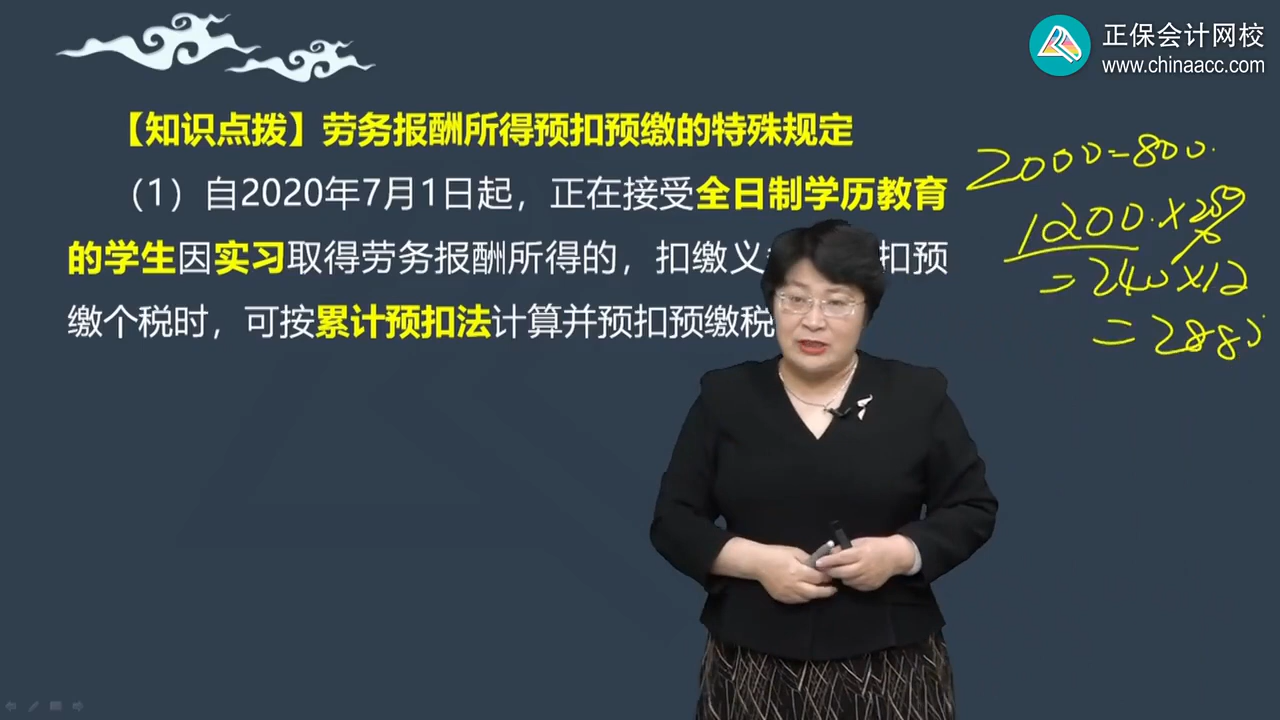 正保会计网校
www.chinaacc.com
【知识点拨】劳务报酬所得预扣预缴的特殊规定
（1）自2020年7月1日起，正在接受全日制学历教育
的学生因实习取得劳务报酬所得的，扣缴义 扣预
缴个税时，可按累计预扣法计算并预扣预缴税
2000-800
1200×20%
=240×12
=2880